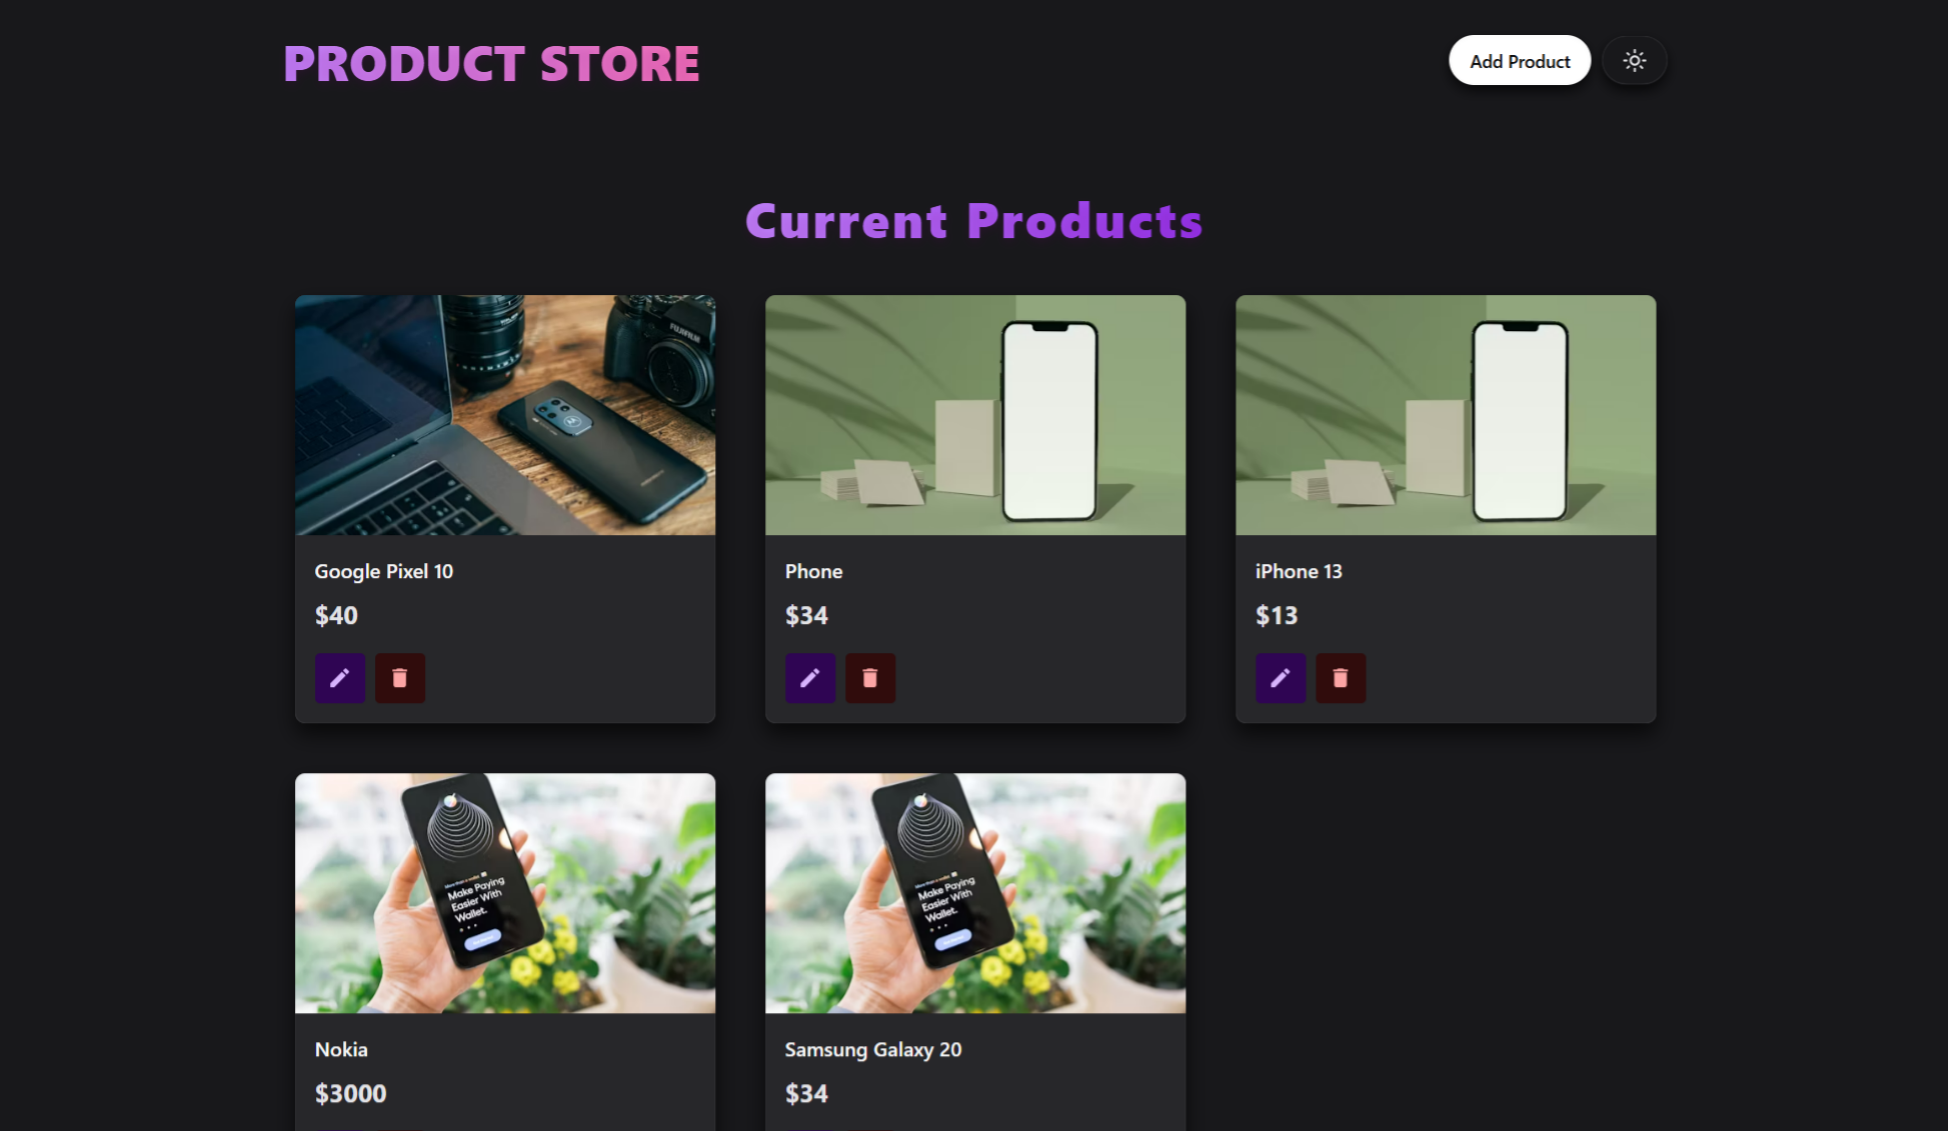 PRODUCT STORE
Add Product
Current Products
FUJIFILM
Google Pixel 10
$40
Phone
$34
iPhone 13
$13
Make Paying
Easier With
Wallet.
Make Paying
Easier With
Wallet.
Nokia
$3000
Samsung Galaxy 20
$34